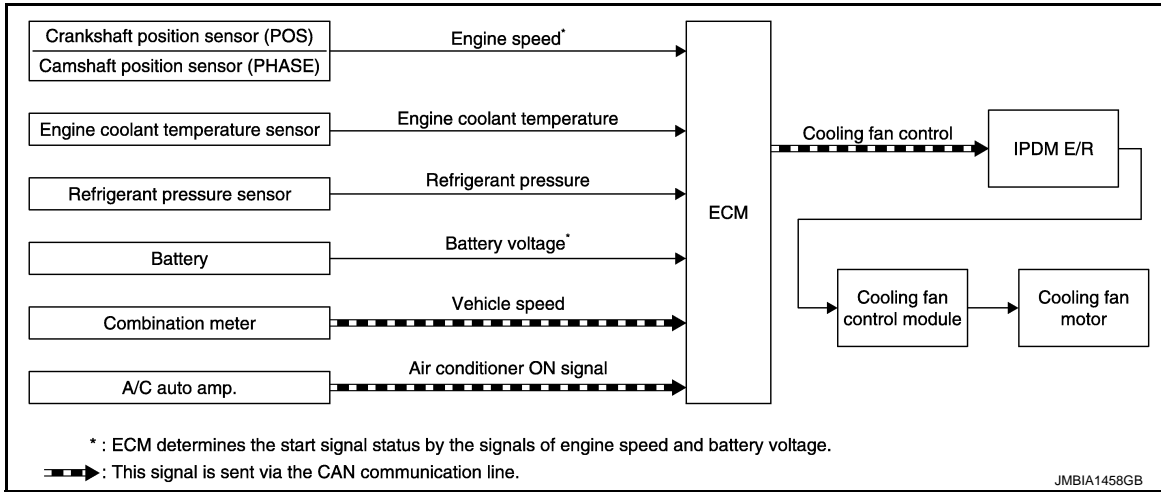 Crankshaft position sensor (POS)
Camshaft position sensor (PHASE)
Engine speed*
Engine coolant temperature sensor
Engine coolant temperature
Refrigerant pressure sensor
Refrigerant pressure
Battery
Battery voltage*
Combination meter
Vehicle speed
A/C auto amp.
Air conditioner ON signal
ECM
Cooling fan control
IPDM E/R
Cooling fan
control module
Cooling fan
motor
* : ECM determines the start signal status by the signals of engine speed and battery voltage.
: This signal is sent via the CAN communication line.
JMBIA1458GB